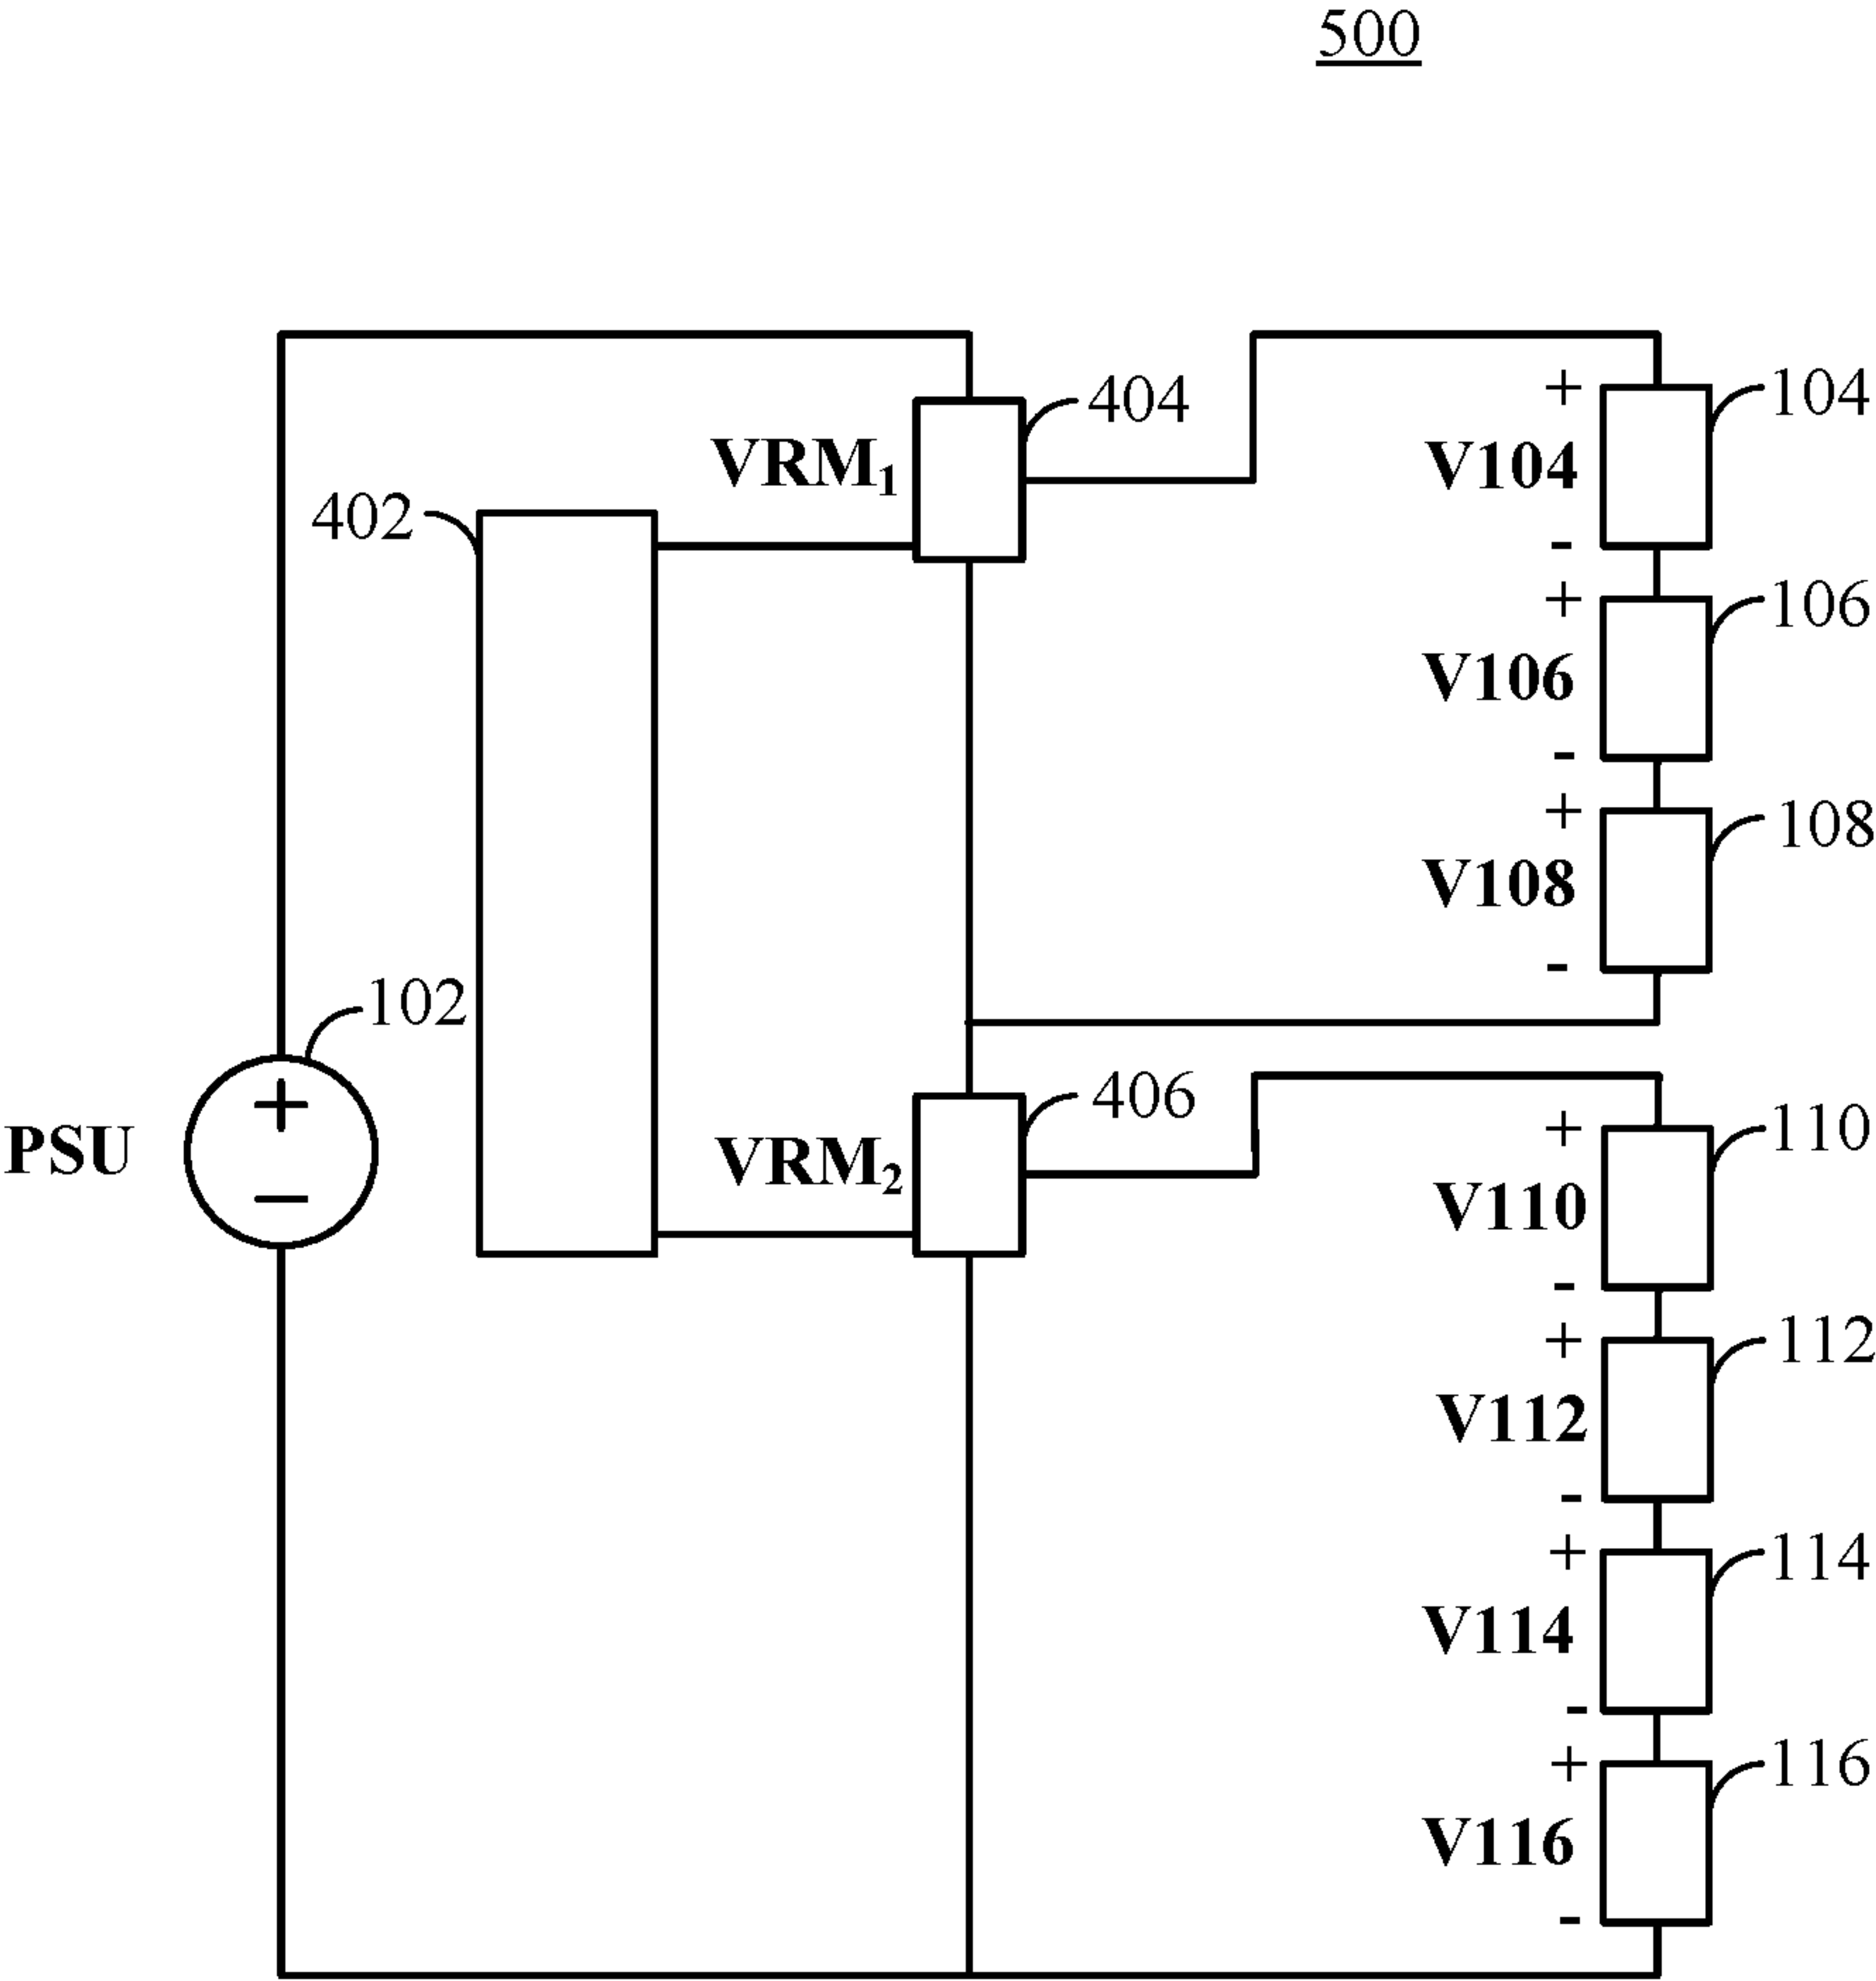 500
404
VRM1
402
+
104
V104
-
+
106
V106
-
+
108
V108
-
102
PSU
+
-
406
VRM2
+
110
V110
-
+
112
V112
-
+
114
V114
-
+
116
V116
-